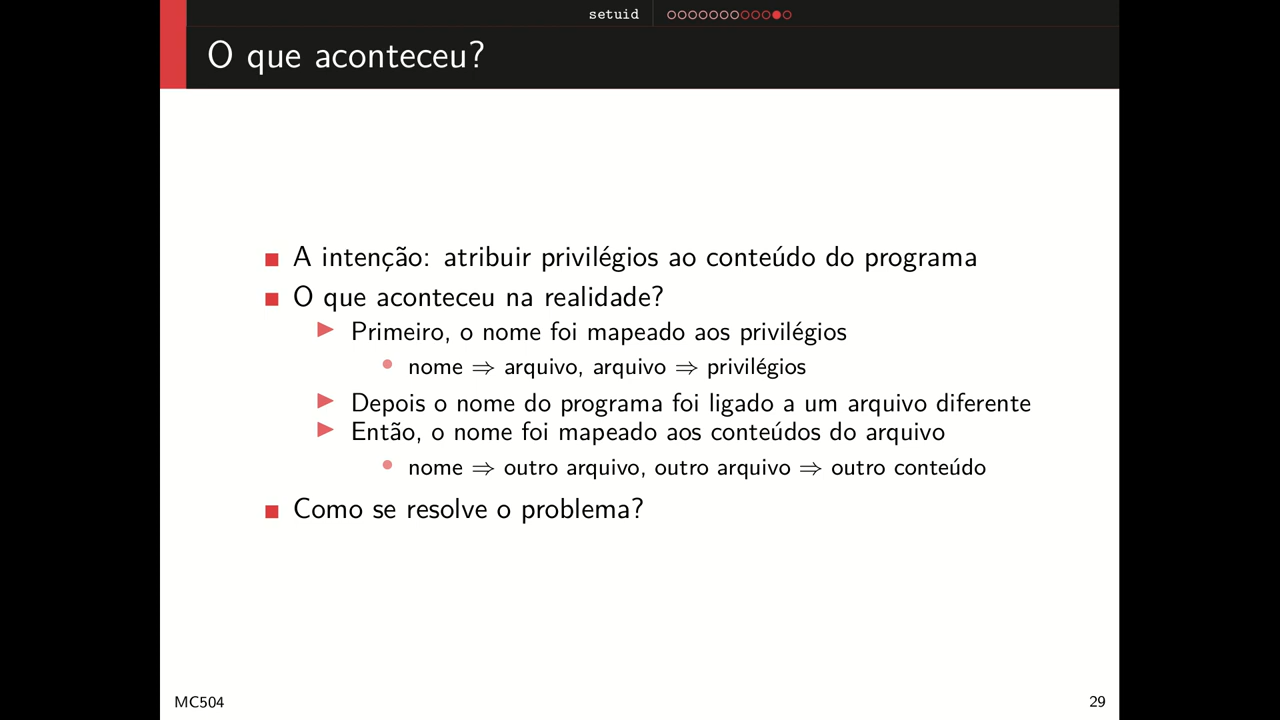 setuid
O que aconteceu?
A intenção: atribuir privilégios ao conteúdo do programa
O que aconteceu na realidade?
Primeiro, o nome foi mapeado aos privilégios
nome ⇒ arquivo, arquivo ⇒ privilégios
Depois o nome do programa foi ligado a um arquivo diferente
Então, o nome foi mapeado aos conteúdos do arquivo
nome ⇒ outro arquivo, outro arquivo ⇒ outro conteúdo
Como se resolve o problema?
MC504
29